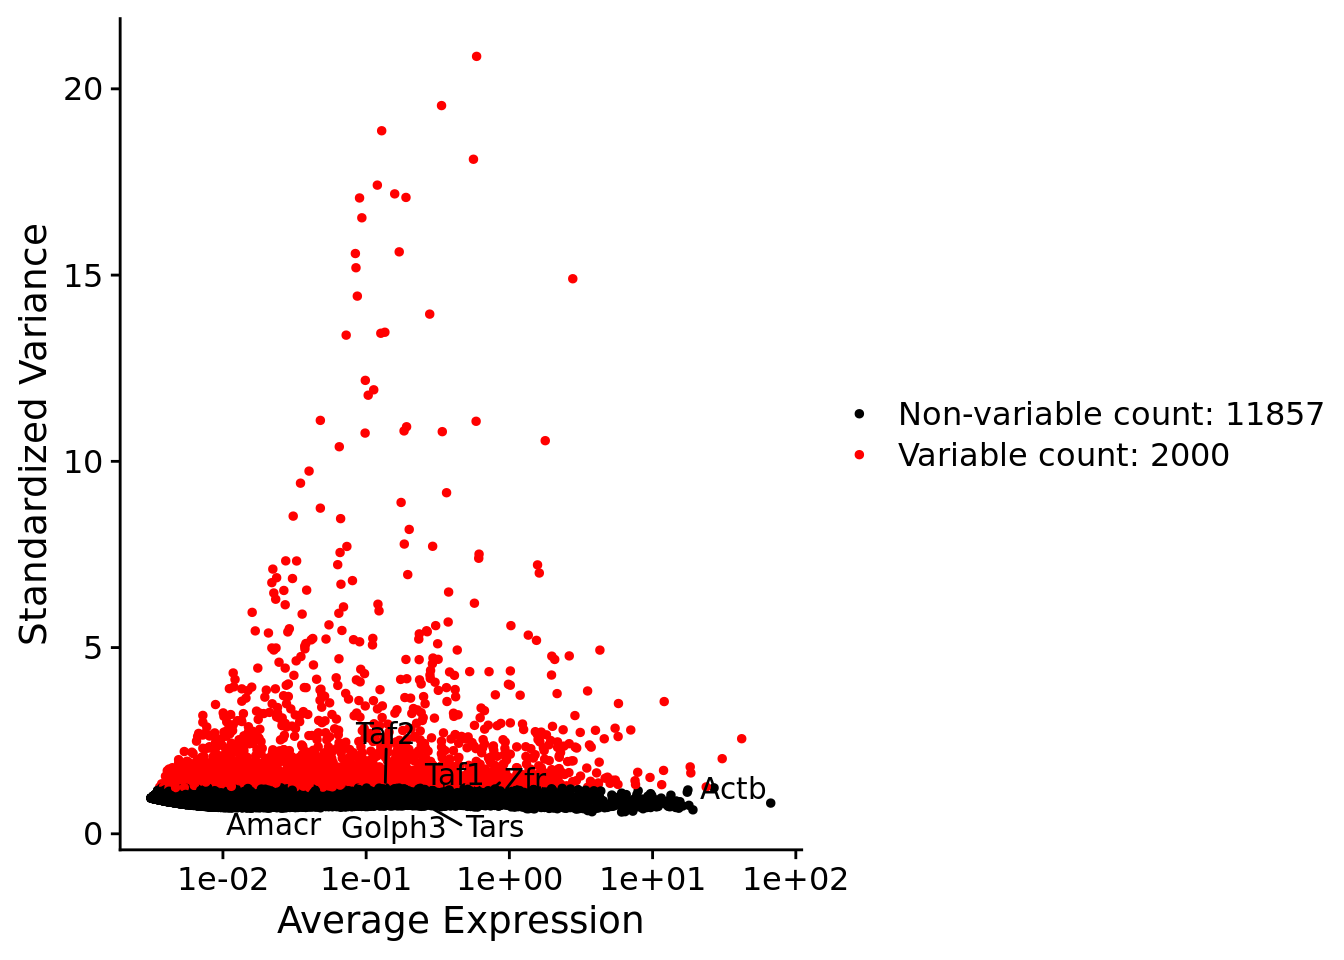 20
15
10
5
0
Standardized Variance
Taf2
Taf1
Zfr
Actb
Amacr
Golph3
Tars
1e-02
1e-01
1e+00
1e+01
1e+02
Average Expression
Non-variable count: 11857
Variable count: 2000